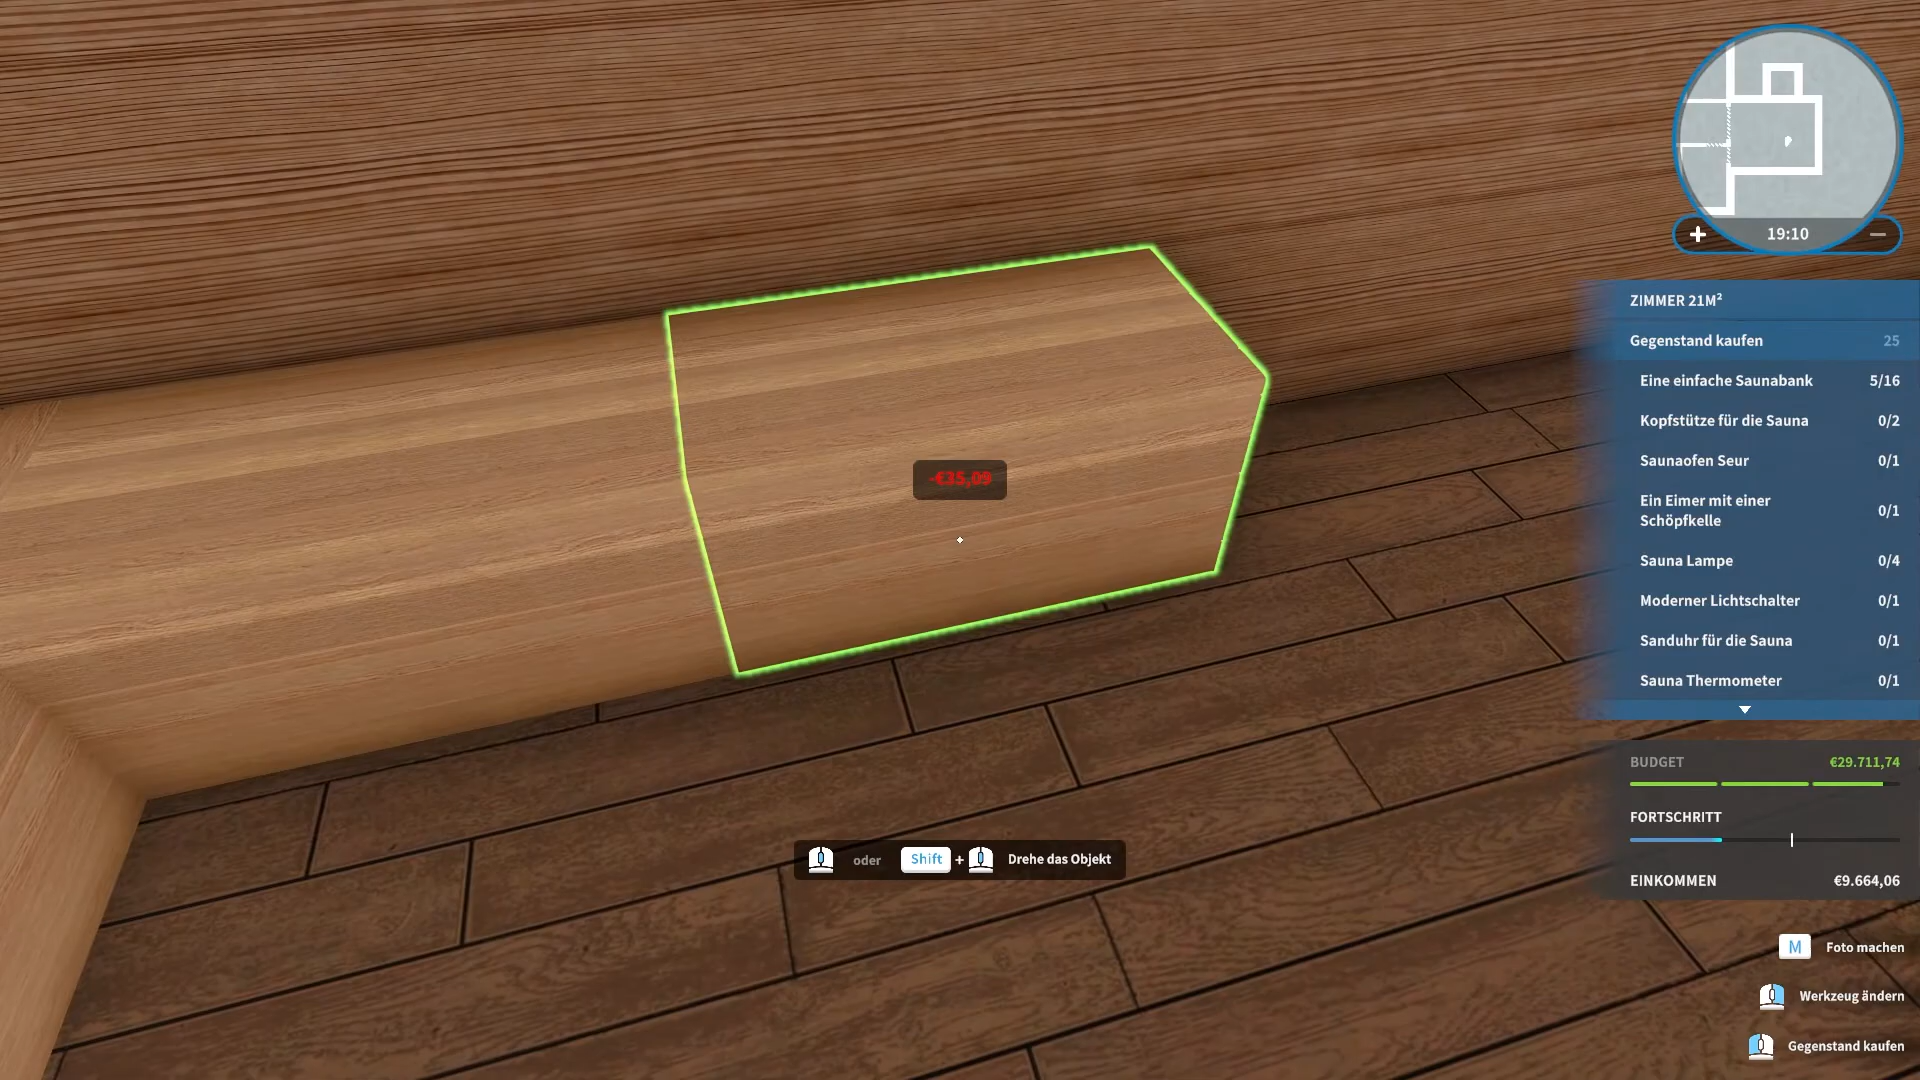 19:10
ZIMMER 21M²
Gegenstand kaufen 25
Eine einfache Saunabank 5/16
Kopfstütze für die Sauna 0/2
Saunaofen Seur 0/1
Ein Eimer mit einer
Schöpfkelle 0/1
Sauna Lampe 0/4
Moderner Lichtschalter 0/1
Sanduhr für die Sauna 0/1
Sauna Thermometer 0/1
-€35,09
BUDGET €29.711,74
FORTSCHRITT
EINKOMMEN €9.664,06
oder Shift + Drehe das Objekt
M Foto machen
Werkzeug ändern
Gegenstand kaufen